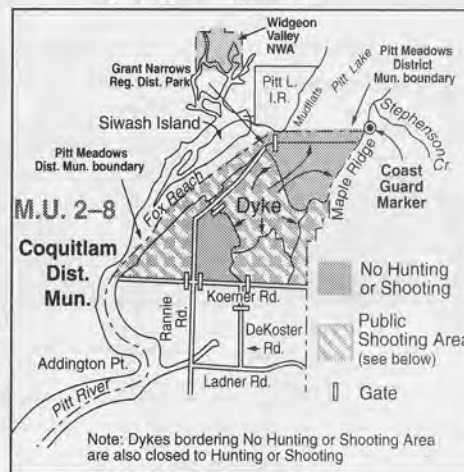 Widgeon
Valley
NWA
Grant Narrows
Reg. Dist. Park
Pitt L.
I.R.
Mudflats
Pitt Lake
Pitt Meadows
District
Mun. boundary
Siwash Island
Stephenson
Cr.
Pitt Meadows
Dist. Mun. boundary
Fox Beach
Dyke
Maple Ridge
Coast
Guard
Marker
M.U. 2–8
Coquitlam
Dist.
Mun.
No Hunting
or Shooting
Koerner Rd.
Rannie
Rd.
DeKoster
Rd.
Public
Shooting Area
(see below)
Addington Pt.
Ladner Rd.
Gate
Pitt River
Note: Dykes bordering No Hunting or Shooting Area
are also closed to Hunting or Shooting